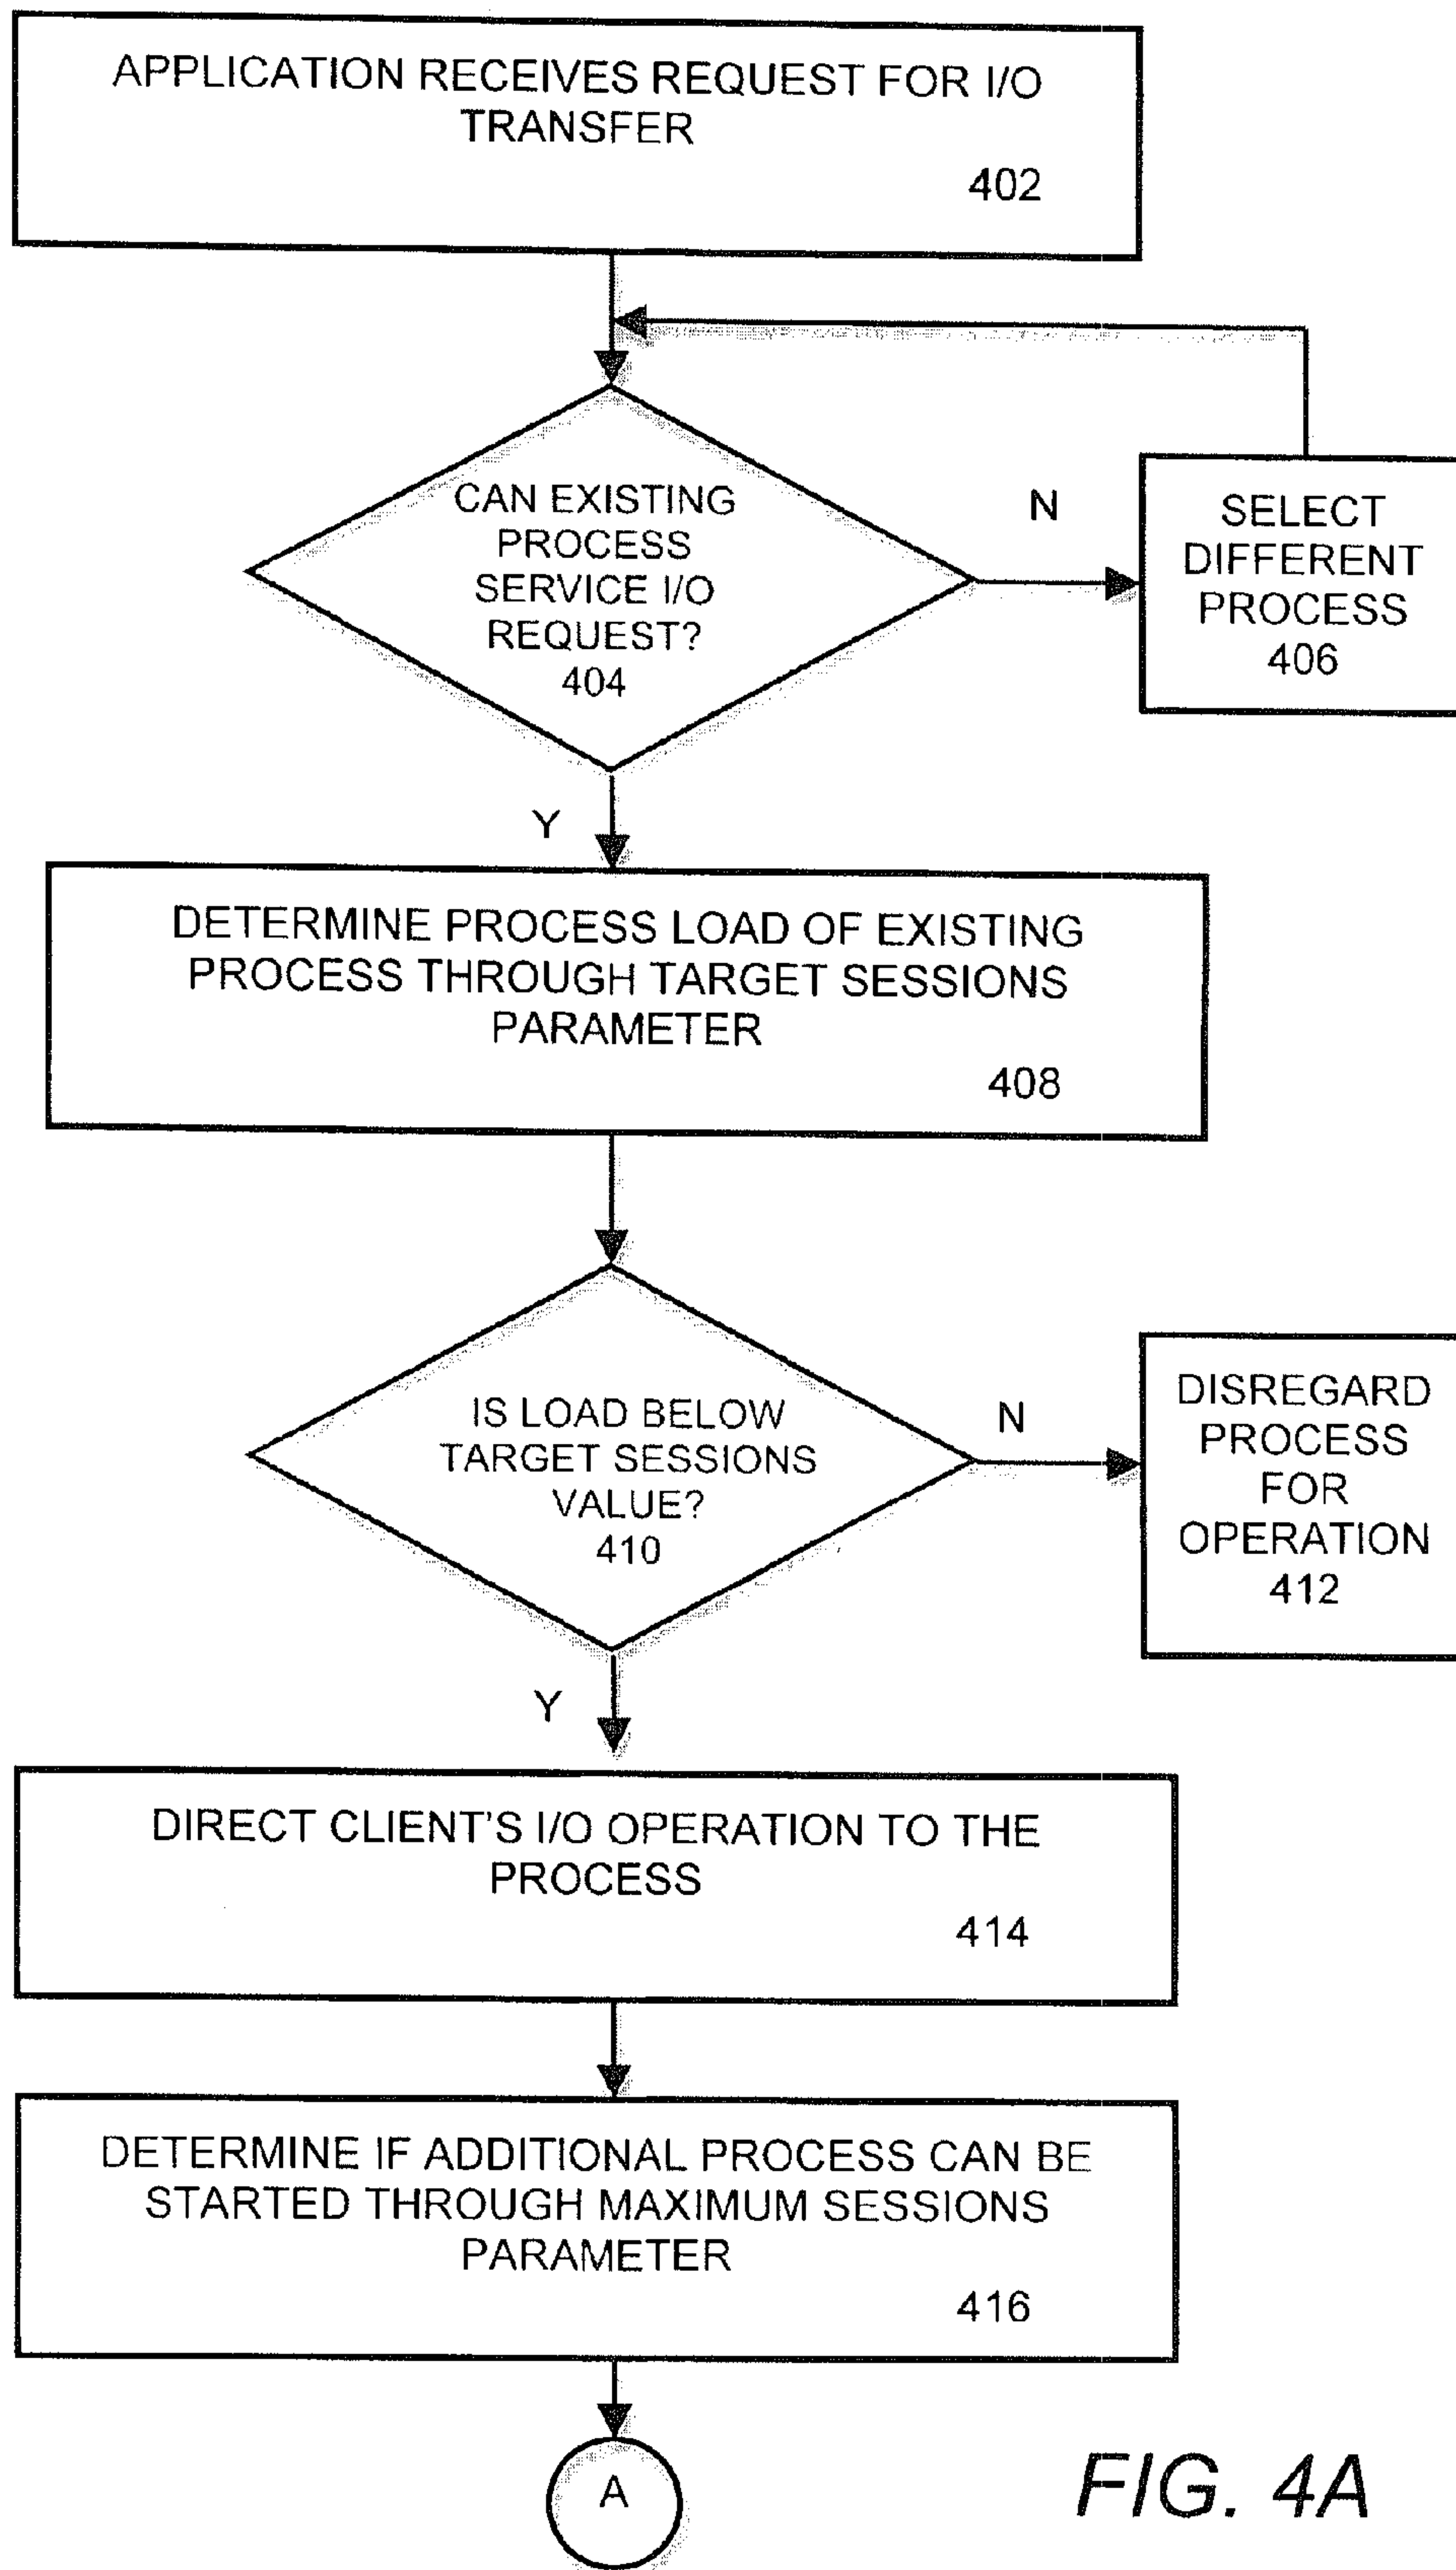 APPLICATION RECEIVES REQUEST FOR I/O
TRANSFER
402
CAN EXISTING
PROCESS
SERVICE I/O
REQUEST?
404
N
SELECT
DIFFERENT
PROCESS
406
Y
DETERMINE PROCESS LOAD OF EXISTING
PROCESS THROUGH TARGET SESSIONS
PARAMETER
408
IS LOAD BELOW
TARGET SESSIONS
VALUE?
410
N
DISREGARD
PROCESS
FOR
OPERATION
412
Y
DIRECT CLIENT'S I/O OPERATION TO THE
PROCESS
414
DETERMINE IF ADDITIONAL PROCESS CAN BE
STARTED THROUGH MAXIMUM SESSIONS
PARAMETER
416
A
FIG. 4A